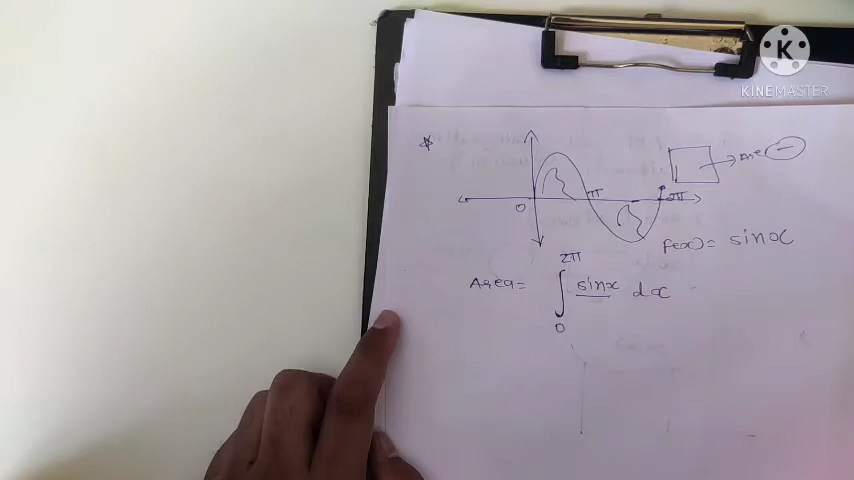 K
KINEMASTER
π
2π
0
f(x) = sinx
Area = ∫ sinx dx
2π
0